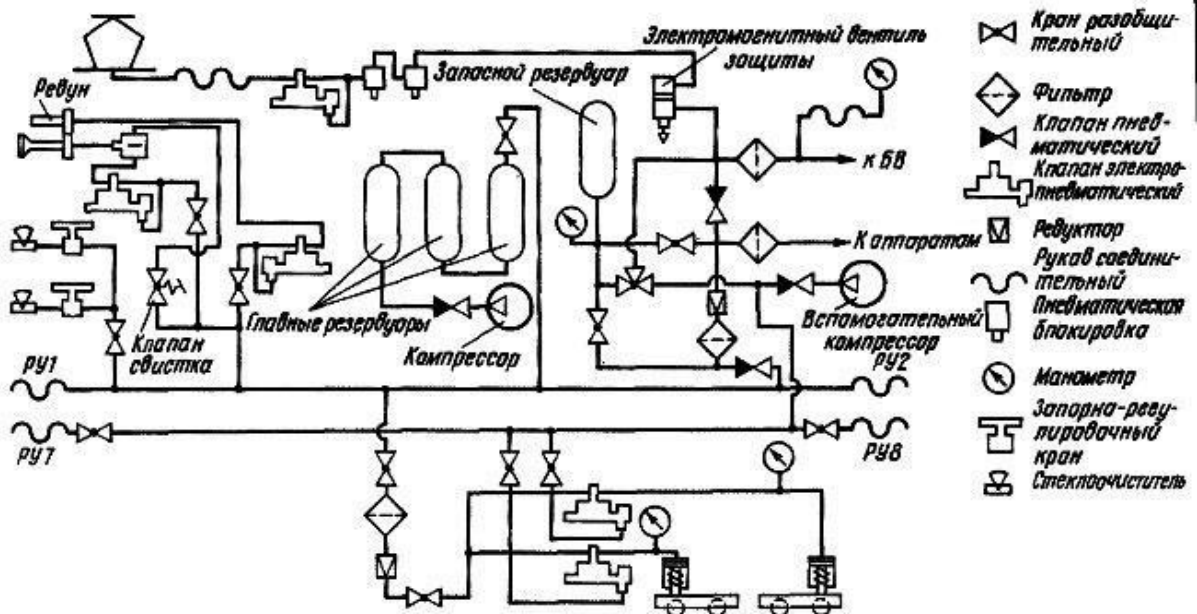 Ревун
Электромагнитный вентиль
защиты
Запасной резервуар
к БВ
К аппаратам
Главные резервуары
Компрессор
Вспомогательный
компрессор
Клапан
свистка
РУ1
РУ2
РУ7
РУ8
Кран разобщи-
тельный
Фильтр
Клапан пнев-
матический
Клапан электро-
пневматический
Редуктор
Рукав соедини-
тельный
Пневматическая
блокировка
Манометр
Запорно-регу-
лировочный
кран
Стеклоочиститель